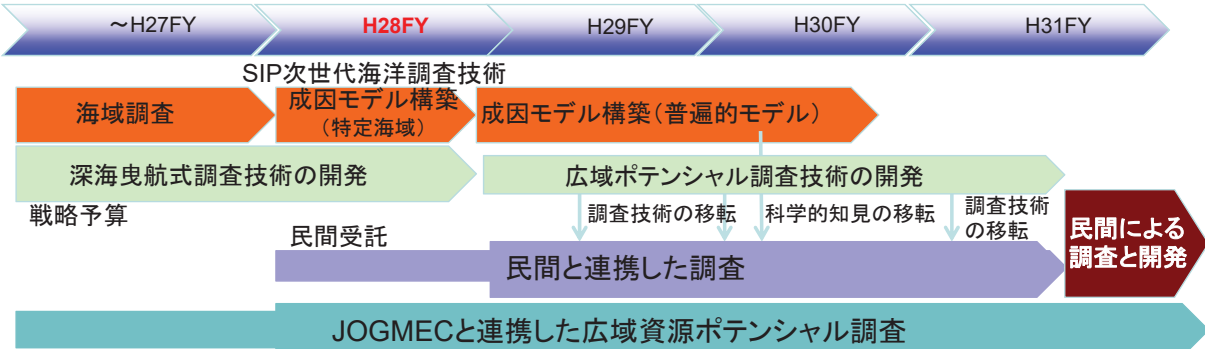 ～H27FY
H28FY
H29FY
H30FY
H31FY
SIP次世代海洋調査技術
海域調査
成因モデル構築
（特定海域）
成因モデル構築（普遍的モデル）
深海曳航式調査技術の開発
広域ポテンシャル調査技術の開発
戦略予算
調査技術の移転
科学的知見の移転
調査技術
の移転
民間受託
民間と連携した調査
民間による
調査と開発
JOGMECと連携した広域資源ポテンシャル調査